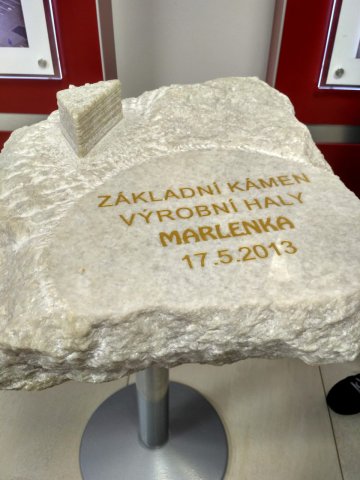 ZÁKLADNÍ KÁMEN
VÝROBNÍ HALY
MARLENKA
17.5.2013